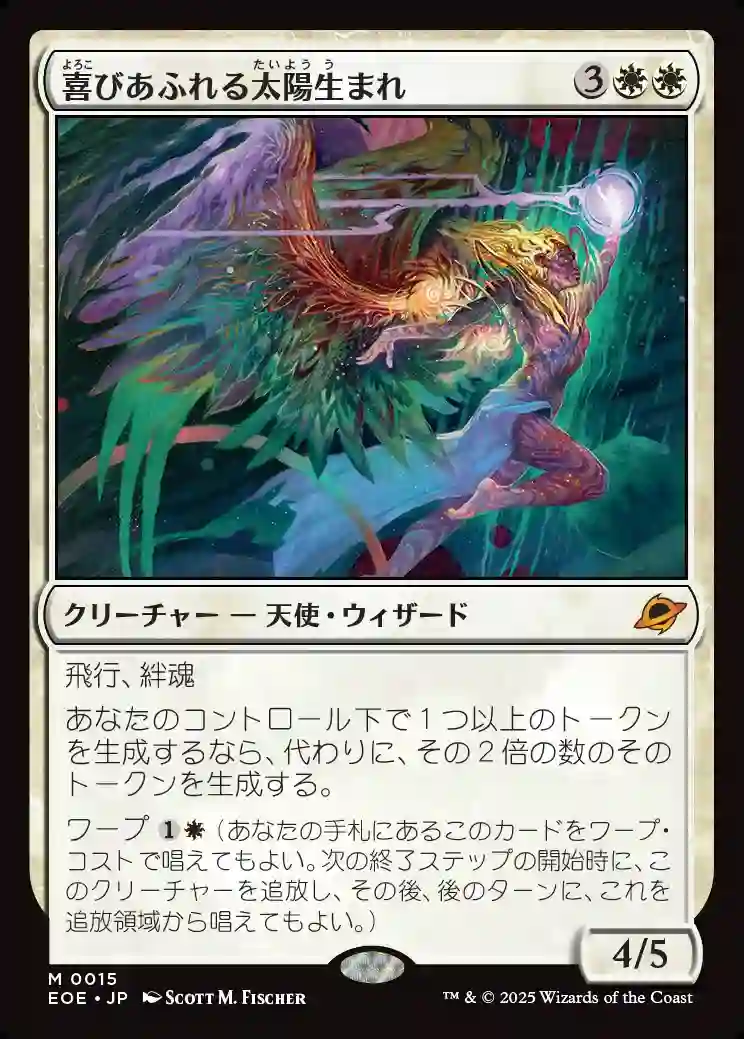 喜びあふれる太陽生まれ 3
クリーチャー ― 天使・ウィザード
飛行、絆魂
あなたのコントロール下で1つ以上のトークン
を生成するなら、代わりに、その2倍の数のその
トークンを生成する。
ワープ 1 (あなたの手札にあるこのカードをワープ・
コストで唱えてもよい。次の終了ステップの開始時に、こ
のクリーチャーを追放し、その後、後のターンに、これを
追放領域から唱えてもよい。)
4/5
M 0015
EOE • JP SCOTT M. FISCHER
™ & © 2025 Wizards of the Coast